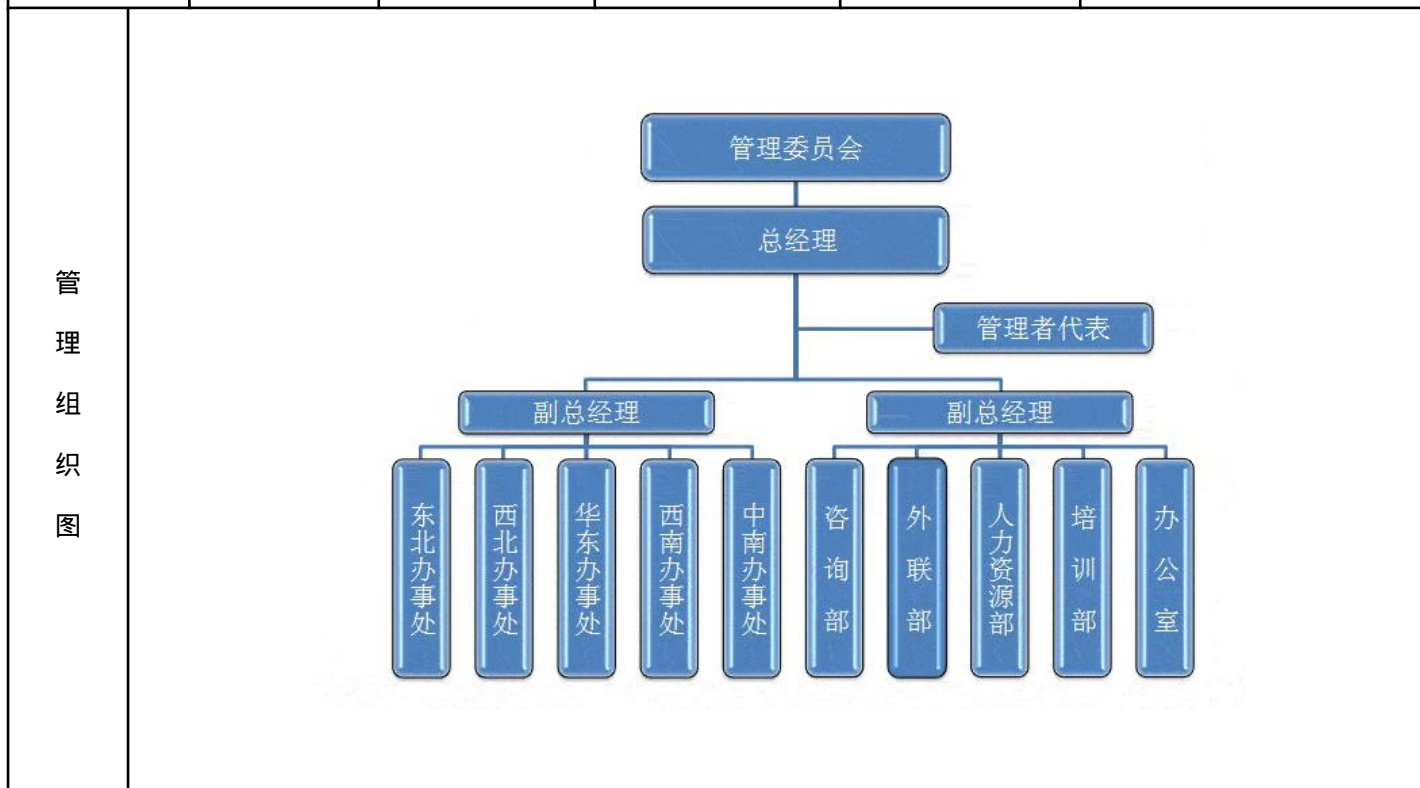 管理组织图
管理委员会
总经理
管理者代表
副总经理
副总经理
东北办事处
西北办事处
华东办事处
西南办事处
中南办事处
咨询部
外联部
人力资源部
培训部
办公室